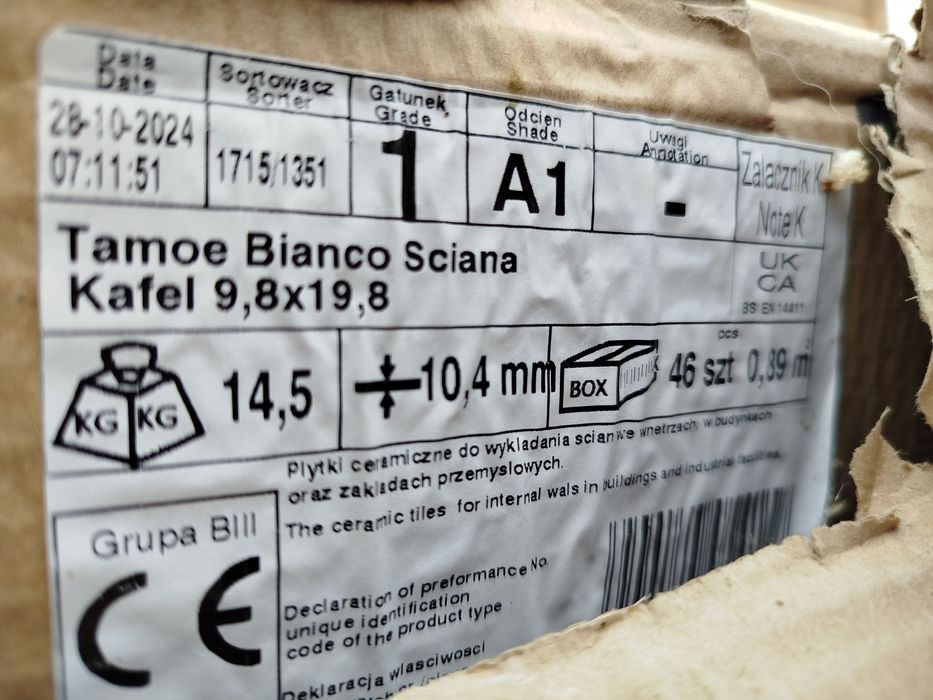 Data
Date
28-10-2024
07:11:51
Sortowacz
Sorter
1715/1351
Gatunek
Grade
1
Odcien
Shade
A1
Uwagi
Annotation
-
Zalacznik K
Note K
Tamoe Bianco Sciana
Kafel 9,8x19,8
UK
CA
BS EN 14411
KG KG
14,5
10,4 mm
BOX
pcs
46 szt 0,39 m²
Plytki ceramiczne do wykladania scian we wnetrzach w budynkach
oraz zakladach przemyslowych.
The ceramic tiles for internal wals in buildings and industrial facilities.
Grupa BIII
CE
Declaration of preformance No.
unique identification
code of the product type
Deklaracja wlasciwosci